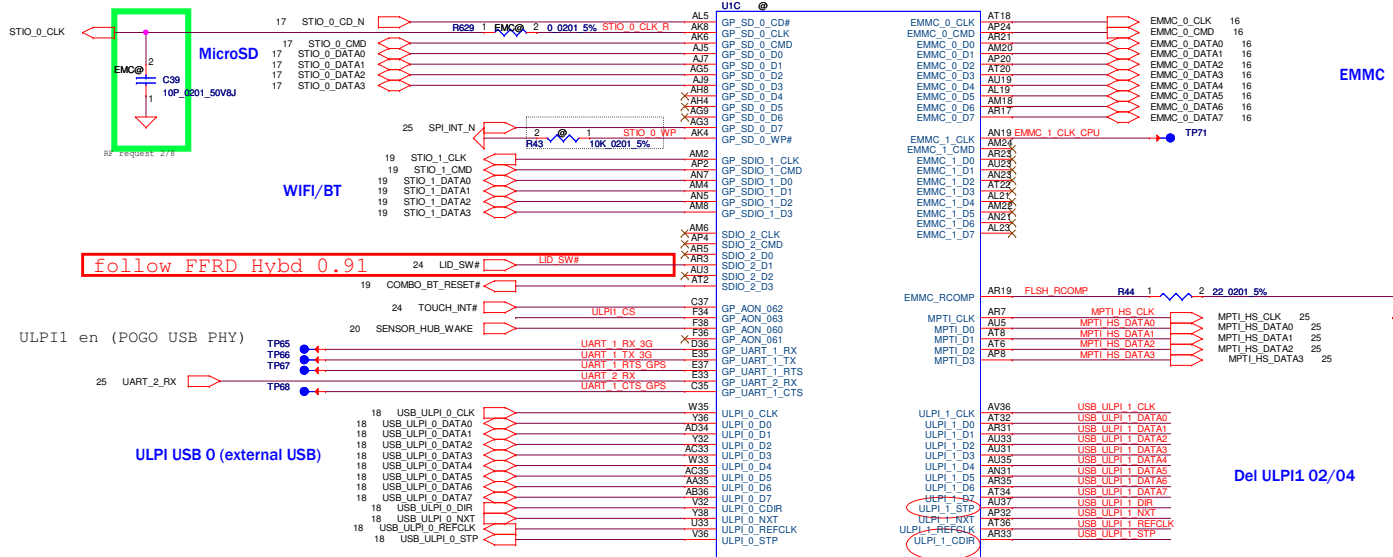 U1C @
STIO_0_CLK
EMC@
2
C39
10P_0201_50V8J
1
RF request 2/8
MicroSD
17 STIO_0_CD_N
R629 1 EMC@ 2 0_0201_5% STIO_0_CLK_R
17 STIO_0_CMD
17 STIO_0_DATA0
17 STIO_0_DATA1
17 STIO_0_DATA2
17 STIO_0_DATA3
25 SPI_INT_N
2 @ 1 STIO_0_WP
R43 10K_0201_5%
WIFI/BT
19 STIO_1_CLK
19 STIO_1_CMD
19 STIO_1_DATA0
19 STIO_1_DATA1
19 STIO_1_DATA2
19 STIO_1_DATA3
follow FFRD Hybd 0.91
24 LID_SW# LID_SW#
19 COMBO_BT_RESET#
24 TOUCH_INT#
ULPI1_CS
20 SENSOR_HUB_WAKE
ULPI1 en (POGO USB PHY)
TP65 UART_1_RX_3G
TP66 UART_1_TX_3G
TP67 UART_1_RTS_GPS
25 UART_2_RX UART_2_RX
TP68 UART_1_CTS_GPS
ULPI USB 0 (external USB)
18 USB_ULPI_0_CLK
18 USB_ULPI_0_DATA0
18 USB_ULPI_0_DATA1
18 USB_ULPI_0_DATA2
18 USB_ULPI_0_DATA3
18 USB_ULPI_0_DATA4
18 USB_ULPI_0_DATA5
18 USB_ULPI_0_DATA6
18 USB_ULPI_0_DATA7
18 USB_ULPI_0_DIR
18 USB_ULPI_0_NXT
18 USB_ULPI_0_REFCLK
18 USB_ULPI_0_STP
AL5 GP_SD_0_CD#
AK8 GP_SD_0_CLK
AK6 GP_SD_0_CMD
AJ5 GP_SD_0_D0
AJ7 GP_SD_0_D1
AG5 GP_SD_0_D2
AJ9 GP_SD_0_D3
AH8 GP_SD_0_D4
AH4 GP_SD_0_D5
AG9 GP_SD_0_D6
AG3 GP_SD_0_D7
AK4 GP_SD_0_WP#
AM2 GP_SDIO_1_CLK
AP2 GP_SDIO_1_CMD
AN7 GP_SDIO_1_D0
AM4 GP_SDIO_1_D1
AN5 GP_SDIO_1_D2
AM8 GP_SDIO_1_D3
AM6 SDIO_2_CLK
AP4 SDIO_2_CMD
AR5 SDIO_2_D0
AR3 SDIO_2_D1
AU3 SDIO_2_D2
AT2 SDIO_2_D3
C37 GP_AON_062
F34 GP_AON_063
F38 GP_AON_060
F36 GP_AON_061
D36 GP_UART_1_RX
E35 GP_UART_1_TX
E37 GP_UART_1_RTS
E33 GP_UART_2_RX
C35 GP_UART_1_CTS
W35 ULPI_0_CLK
Y36 ULPI_0_D0
AD34 ULPI_0_D1
Y32 ULPI_0_D2
AC33 ULPI_0_D3
W33 ULPI_0_D4
AC35 ULPI_0_D5
AA35 ULPI_0_D6
AB36 ULPI_0_D7
V32 ULPI_0_CDIR
Y38 ULPI_0_NXT
U33 ULPI_0_REFCLK
V36 ULPI_0_STP
EMMC_0_CLK AT18 EMMC_0_CLK 16
EMMC_0_CMD AP24 EMMC_0_CMD 16
EMMC_0_D0 AR21 EMMC_0_DATA0 16
EMMC_0_D1 AM20 EMMC_0_DATA1 16
EMMC_0_D2 AP20 EMMC_0_DATA2 16
EMMC_0_D3 AT20 EMMC_0_DATA3 16
EMMC_0_D4 AU19 EMMC_0_DATA4 16
EMMC_0_D5 AL19 EMMC_0_DATA5 16
EMMC_0_D6 AM18 EMMC_0_DATA6 16
EMMC_0_D7 AR17 EMMC_0_DATA7 16
EMMC
EMMC_1_CLK AN19 EMMC_1_CLK_CPU TP71
EMMC_1_CMD AM24
EMMC_1_D0 AR23
EMMC_1_D1 AU23
EMMC_1_D2 AN23
EMMC_1_D3 AT22
EMMC_1_D4 AL21
EMMC_1_D5 AM22
EMMC_1_D6 AN21
EMMC_1_D7 AL23
EMMC_RCOMP AR19 FLSH_RCOMP R44 1 2 22_0201_5%
MPTI_CLK AR7 MPTI_HS_CLK MPTI_HS_CLK 25
MPTI_D0 AU5 MPTI_HS_DATA0 MPTI_HS_DATA0 25
MPTI_D1 AT8 MPTI_HS_DATA1 MPTI_HS_DATA1 25
MPTI_D2 AT6 MPTI_HS_DATA2 MPTI_HS_DATA2 25
MPTI_D3 AP8 MPTI_HS_DATA3 MPTI_HS_DATA3 25
ULPI_1_CLK AV36 USB_ULPI_1_CLK
ULPI_1_D0 AT32 USB_ULPI_1_DATA0
ULPI_1_D1 AR31 USB_ULPI_1_DATA1
ULPI_1_D2 AU33 USB_ULPI_1_DATA2
ULPI_1_D3 AU31 USB_ULPI_1_DATA3
ULPI_1_D4 AU35 USB_ULPI_1_DATA4
ULPI_1_D5 AN31 USB_ULPI_1_DATA5
ULPI_1_D6 AR35 USB_ULPI_1_DATA6
ULPI_1_D7 AT34 USB_ULPI_1_DATA7
ULPI_1_STP AU37 USB_ULPI_1_DIR
ULPI_1_NXT AP32 USB_ULPI_1_NXT
ULPI_1_REFCLK AT36 USB_ULPI_1_REFCLK
ULPI_1_CDIR AR33 USB_ULPI_1_STP
Del ULPI1 02/04